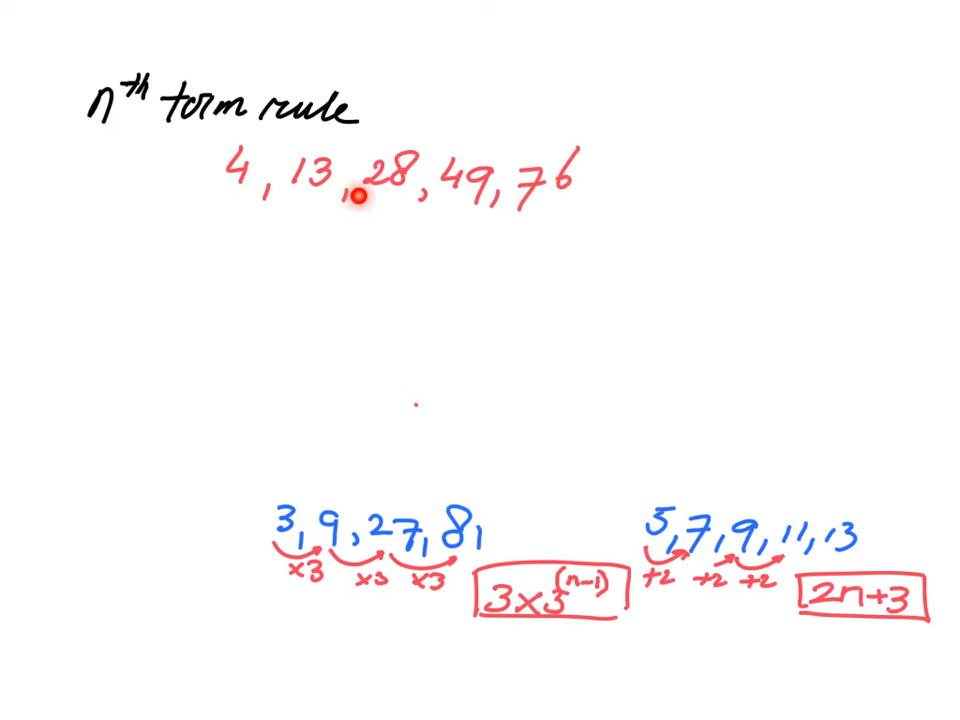 nth term rule
4, 13, 28, 49, 76
3, 9, 27, 81,
×3 ×3 ×3
3×3(n-1)
5, 7, 9, 11, 13
+2 +2 +2
2n+3